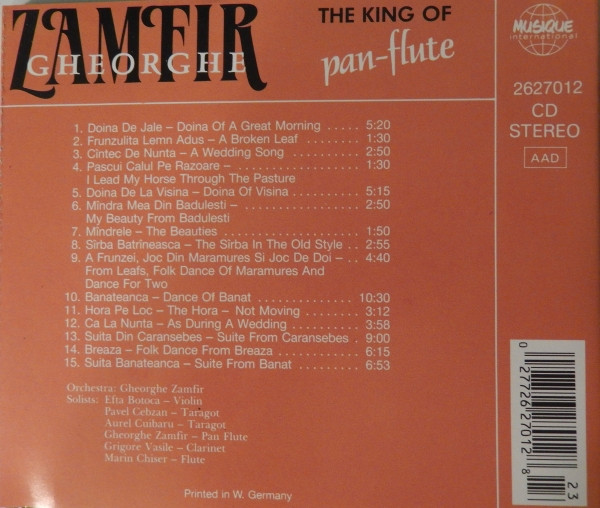 ZAMFIR
GHEORGHE
THE KING OF
pan-flute
MUSIQUE
international
2627012
CD
STEREO
AAD
1. Doina De Jale – Doina Of A Great Morning ..... 5:20
2. Frunzulita Lemn Adus – A Broken Leaf ........ 1:30
3. Cîntec De Nunta – A Wedding Song .......... 2:50
4. Pascui Calul Pe Razoare – .................. 1:30
I Lead My Horse Through The Pasture
5. Doina De La Visina – Doina Of Visina .......... 5:15
6. Mîndra Mea Din Badulesti – ................. 2:50
My Beauty From Badulesti
7. Mîndrele – The Beauties .................... 1:50
8. Sîrba Batrîneasca – The Sîrba In The Old Style .. 2:55
9. A Frunzei, Joc Din Maramures Si Joc De Doi – .. 4:40
From Leafs, Folk Dance Of Maramures And
Dance For Two
10. Banateanca – Dance Of Banat .............. 10:30
11. Hora Pe Loc – The Hora – Not Moving ........ 3:12
12. Ca La Nunta – As During A Wedding ......... 3:58
13. Suita Din Caransebes – Suite From Caransebes . 9:00
14. Breaza – Folk Dance From Breaza ........... 6:15
15. Suita Banateanca – Suite From Banat ......... 6:53
Orchestra: Gheorghe Zamfir
Solists: Efta Botoca – Violin
Pavel Cebzan – Taragot
Aurel Cuibaru – Taragot
Gheorghe Zamfir – Pan Flute
Grigore Vasile – Clarinet
Marin Chiser – Flute
Printed in W. Germany
0 27726 27012 8
23